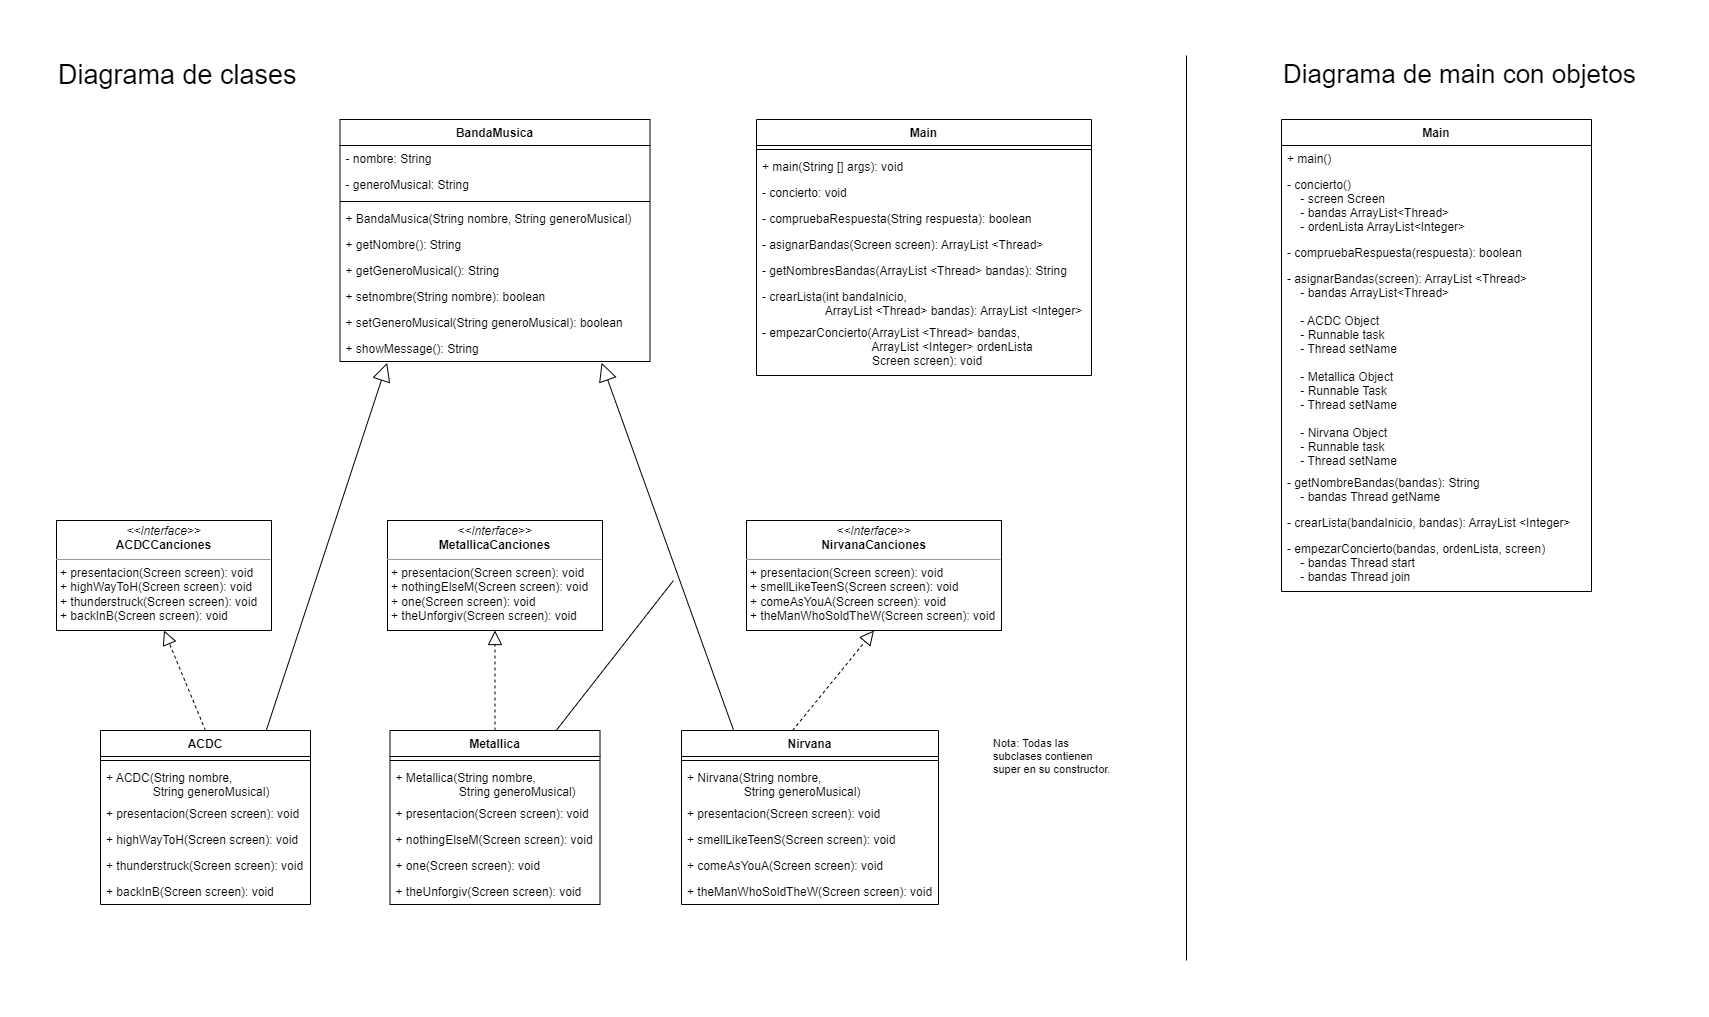 Diagrama de clases
BandaMusica
- nombre: String
- generoMusical: String
+ BandaMusica(String nombre, String generoMusical)
+ getNombre(): String
+ getGeneroMusical(): String
+ setnombre(String nombre): boolean
+ setGeneroMusical(String generoMusical): boolean
+ showMessage(): String
Main
+ main(String [] args): void
- concierto: void
- compruebaRespuesta(String respuesta): boolean
- asignarBandas(Screen screen): ArrayList <Thread>
- getNombresBandas(ArrayList <Thread> bandas): String
- crearLista(int bandaInicio,
ArrayList <Thread> bandas): ArrayList <Integer>
- empezarConcierto(ArrayList <Thread> bandas,
ArrayList <Integer> ordenLista
Screen screen): void
<<Interface>>
ACDCCanciones
+ presentacion(Screen screen): void
+ highWayToH(Screen screen): void
+ thunderstruck(Screen screen): void
+ backInB(Screen screen): void
<<Interface>>
MetallicaCanciones
+ presentacion(Screen screen): void
+ nothingElseM(Screen screen): void
+ one(Screen screen): void
+ theUnforgiv(Screen screen): void
<<Interface>>
NirvanaCanciones
+ presentacion(Screen screen): void
+ smellLikeTeenS(Screen screen): void
+ comeAsYouA(Screen screen): void
+ theManWhoSoldTheW(Screen screen): void
ACDC
+ ACDC(String nombre,
String generoMusical)
+ presentacion(Screen screen): void
+ highWayToH(Screen screen): void
+ thunderstruck(Screen screen): void
+ backInB(Screen screen): void
Metallica
+ Metallica(String nombre,
String generoMusical)
+ presentacion(Screen screen): void
+ nothingElseM(Screen screen): void
+ one(Screen screen): void
+ theUnforgiv(Screen screen): void
Nirvana
+ Nirvana(String nombre,
String generoMusical)
+ presentacion(Screen screen): void
+ smellLikeTeenS(Screen screen): void
+ comeAsYouA(Screen screen): void
+ theManWhoSoldTheW(Screen screen): void
Nota: Todas las
subclases contienen
super en su constructor.
Diagrama de main con objetos
Main
+ main()
- concierto()
- screen Screen
- bandas ArrayList<Thread>
- ordenLista ArrayList<Integer>
- compruebaRespuesta(respuesta): boolean
- asignarBandas(screen): ArrayList <Thread>
- bandas ArrayList<Thread>
- ACDC Object
- Runnable task
- Thread setName
- Metallica Object
- Runnable Task
- Thread setName
- Nirvana Object
- Runnable task
- Thread setName
- getNombreBandas(bandas): String
- bandas Thread getName
- crearLista(bandaInicio, bandas): ArrayList <Integer>
- empezarConcierto(bandas, ordenLista, screen)
- bandas Thread start
- bandas Thread join